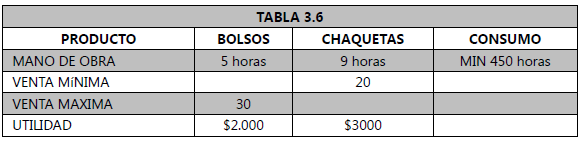 TABLA 3.6
PRODUCTO BOLSOS CHAQUETAS CONSUMO
MANO DE OBRA 5 horas 9 horas MIN 450 horas
VENTA MíNIMA 20
VENTA MAXIMA 30
UTILIDAD $2.000 $3000